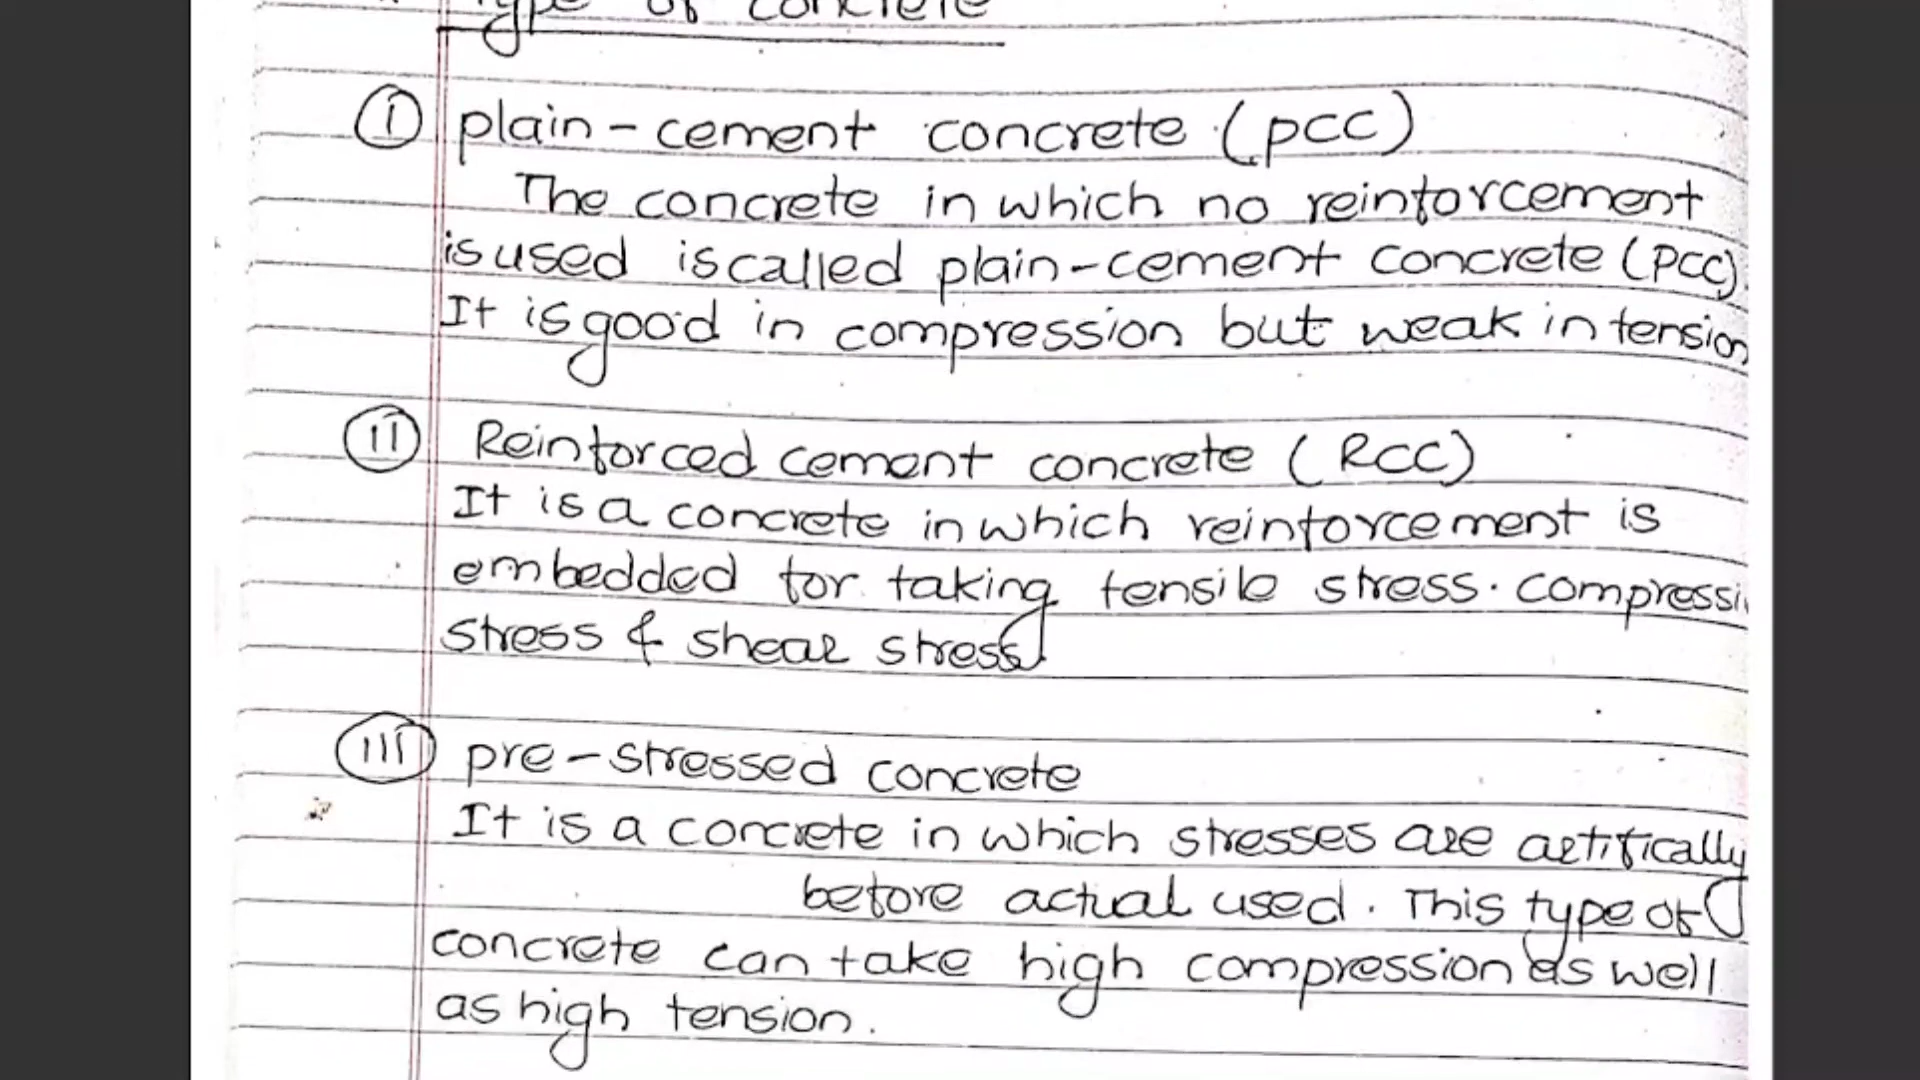 type of concrete
I plain-cement concrete (pcc)
The concrete in which no reinforcement
is used is called plain-cement concrete (pcc).
It is good in compression but weak in tension
II Reinforced cement concrete (RCC)
It is a concrete in which reinforcement is
embedded for taking tensile stress. compressi
stress & shear stress
III pre-stressed concrete
It is a concrete in which stresses are artifically
before actual used. This type of
concrete can take high compression as well
as high tension.